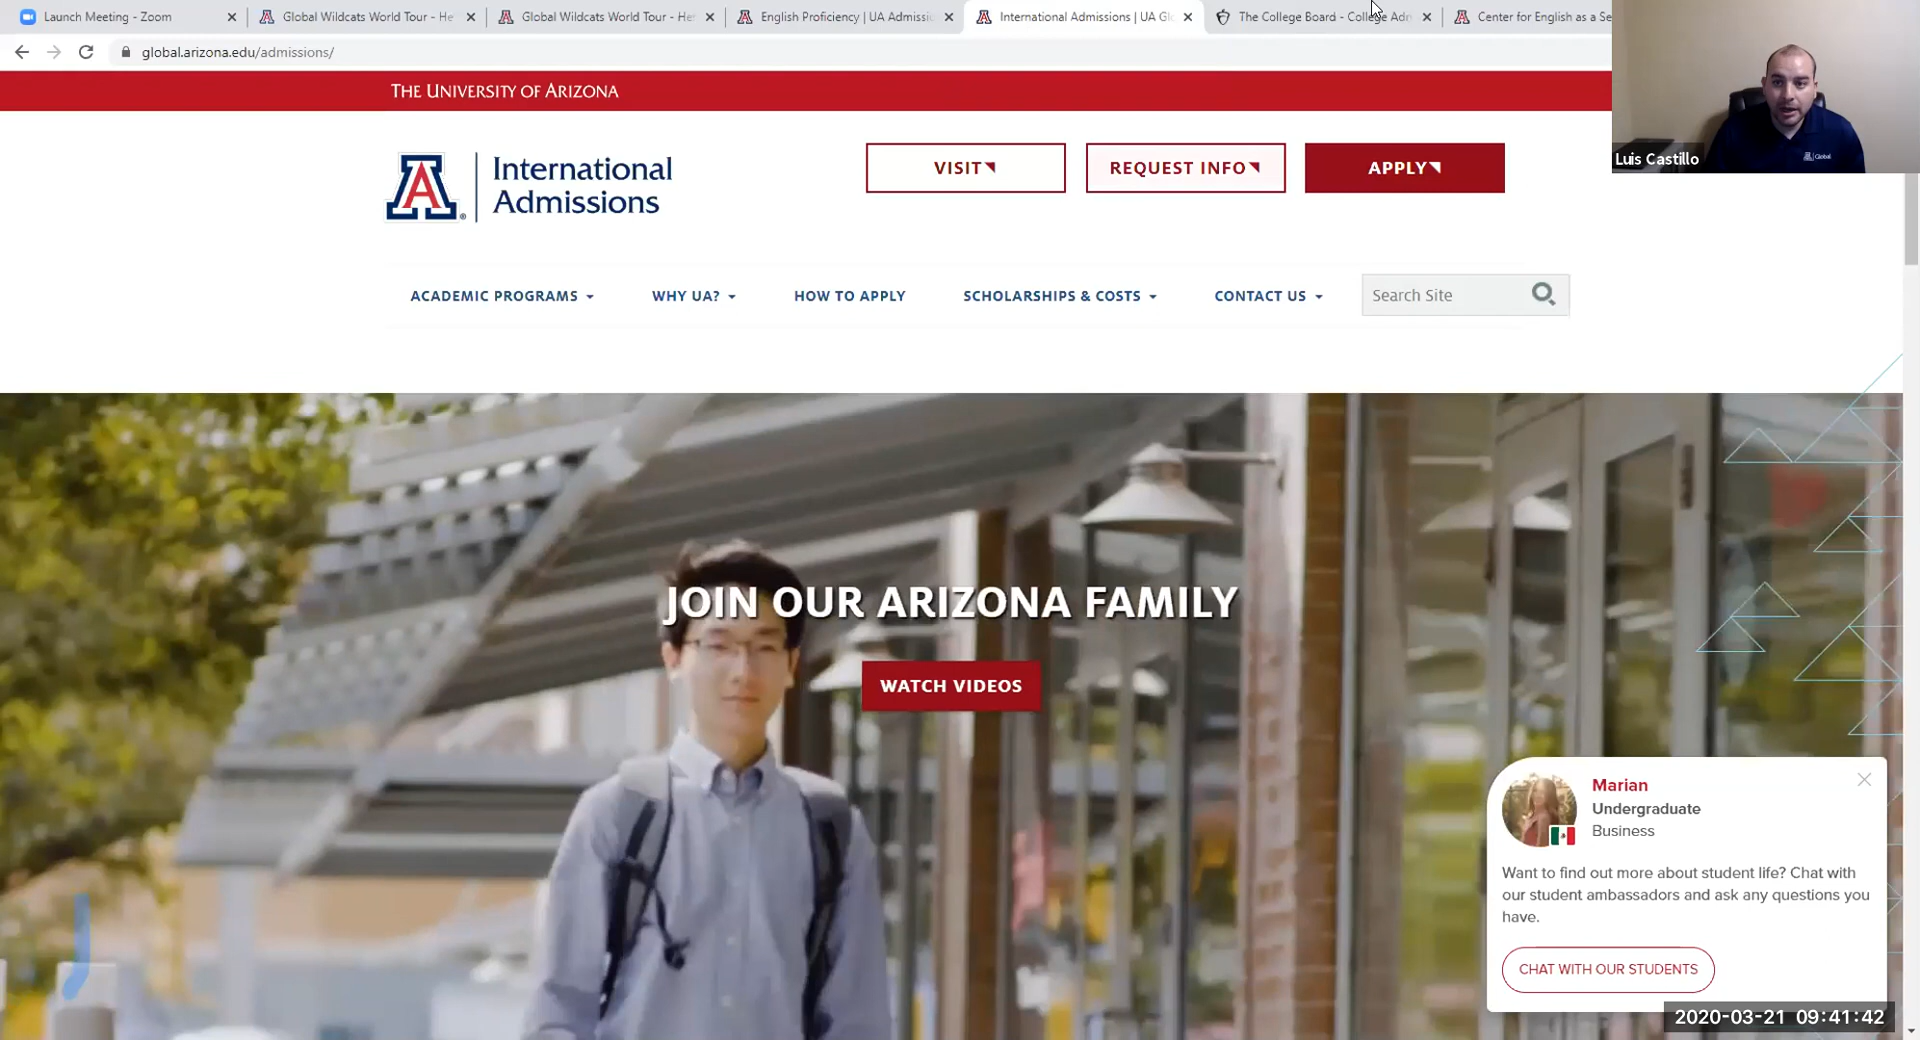 Launch Meeting - Zoom
Global Wildcats World Tour - He
Global Wildcats World Tour - He
English Proficiency | UA Admissi
International Admissions | UA Gl
The College Board - College Adm
Center for English as a Se
global.arizona.edu/admissions/
THE UNIVERSITY OF ARIZONA
A
International
Admissions
VISIT
REQUEST INFO
APPLY
Global
Luis Castillo
ACADEMIC PROGRAMS
WHY UA?
HOW TO APPLY
SCHOLARSHIPS & COSTS
CONTACT US
Search Site
JOIN OUR ARIZONA FAMILY
WATCH VIDEOS
Marian
Undergraduate
Business
Want to find out more about student life? Chat with
our student ambassadors and ask any questions you
have.
CHAT WITH OUR STUDENTS
2020-03-21 09:41:42